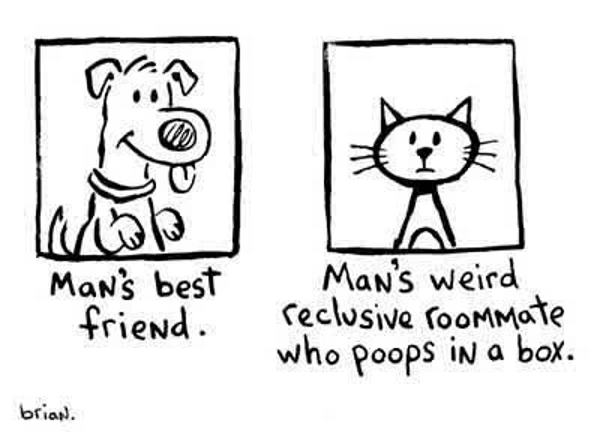 Man's best
friend.
Man's weird
reclusive roommate
who poops in a box.
brian.